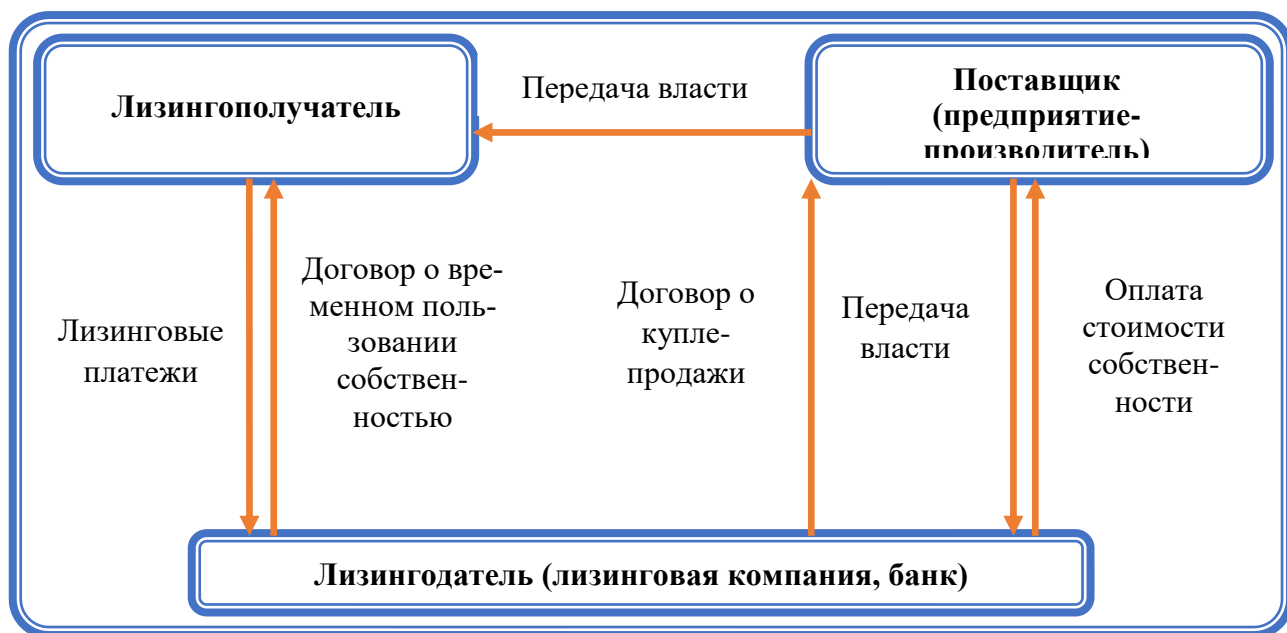 Лизингополучатель
Передача власти
Поставщик
(предприятие-
производитель)
Лизинговые
платежи
Договор о вре-
менном поль-
зовании
собствен-
ностью
Договор о
купле-
продажи
Передача
власти
Оплата
стоимости
собствен-
ности
Лизингодатель (лизинговая компания, банк)